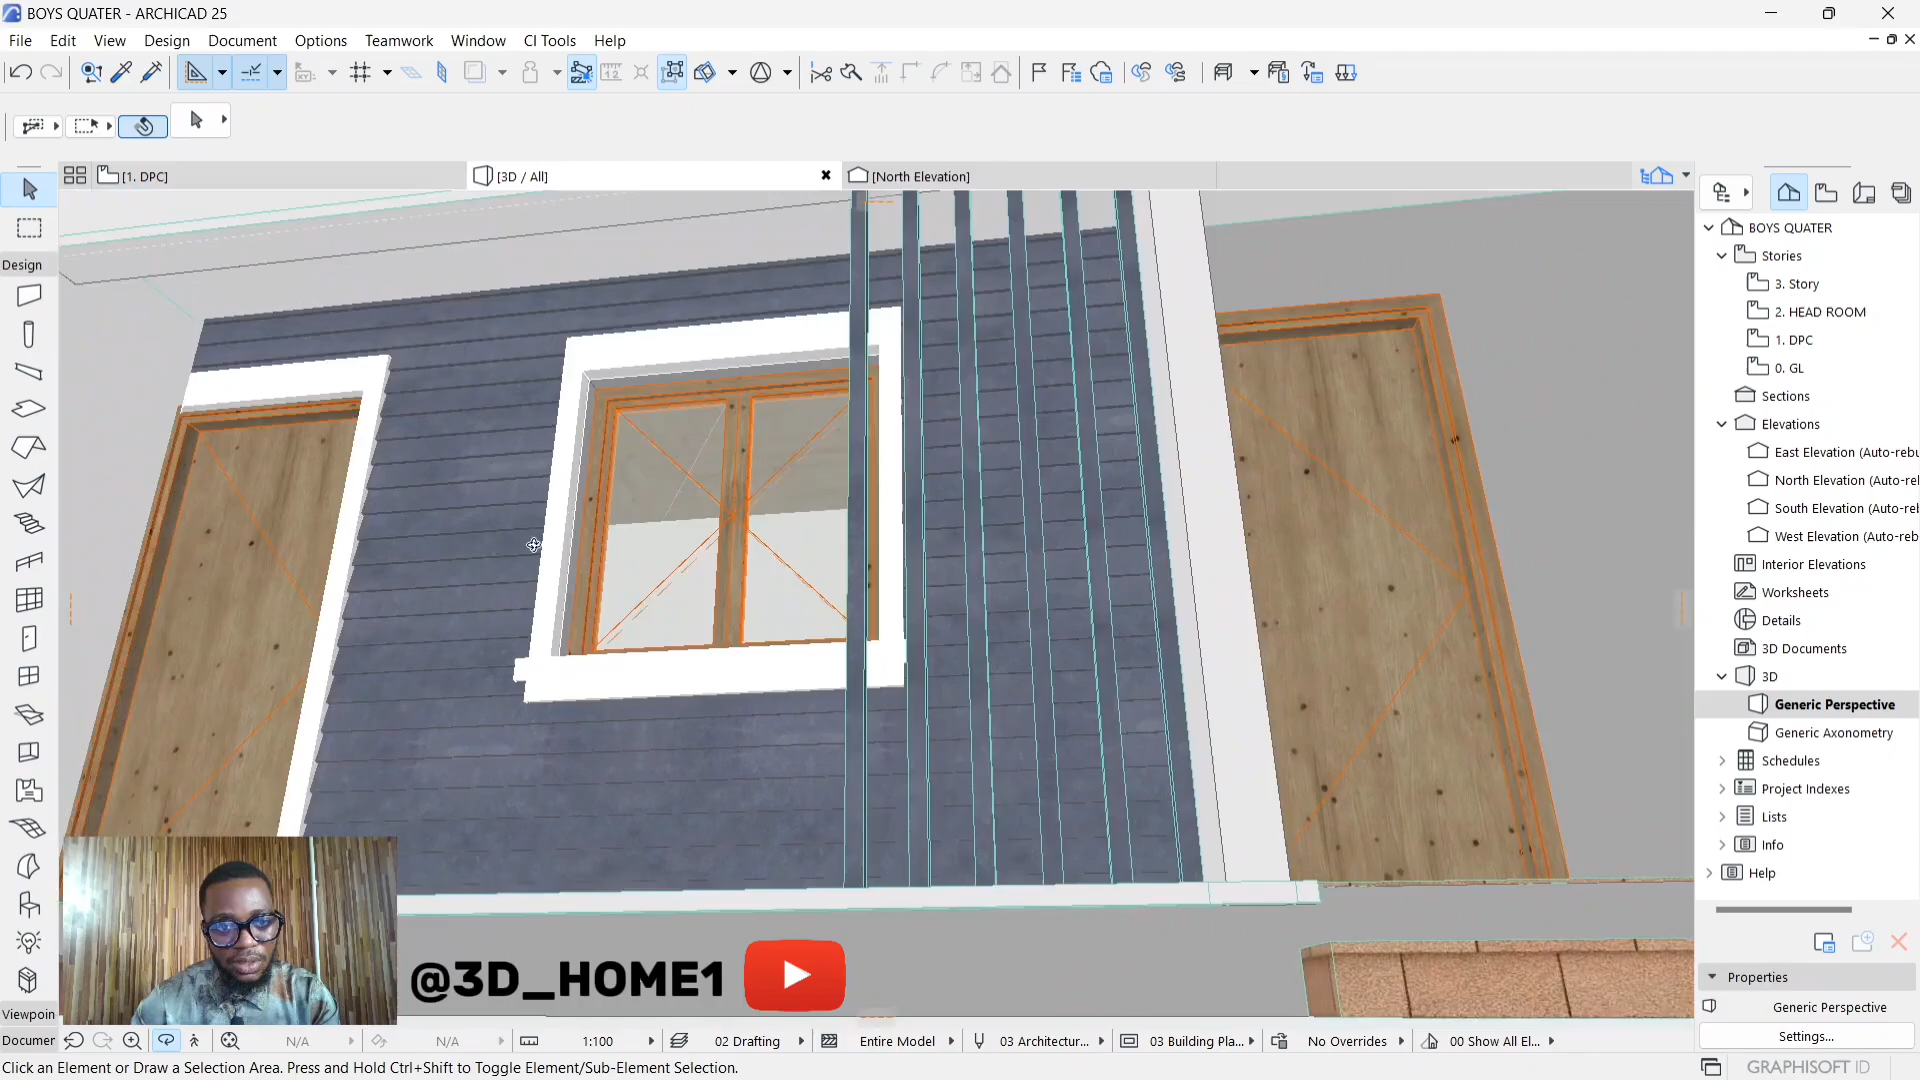 BOYS QUATER - ARCHICAD 25
File Edit View Design Document Options Teamwork Window CI Tools Help
[1. DPC] [3D / All] [North Elevation]
Design
Viewpoin
Documer
BOYS QUATER
Stories
3. Story
2. HEAD ROOM
1. DPC
0. GL
Sections
Elevations
East Elevation (Auto-rebu
North Elevation (Auto-rel
South Elevation (Auto-rel
West Elevation (Auto-reb
Interior Elevations
Worksheets
Details
3D Documents
3D
Generic Perspective
Generic Axonometry
Schedules
Project Indexes
Lists
Info
Help
Properties
Generic Perspective
Settings...
@3D_HOME1
N/A N/A 1:100 02 Drafting Entire Model 03 Architectur... 03 Building Pla... No Overrides 00 Show All El...
Click an Element or Draw a Selection Area. Press and Hold Ctrl+Shift to Toggle Element/Sub-Element Selection.
GRAPHISOFT ID